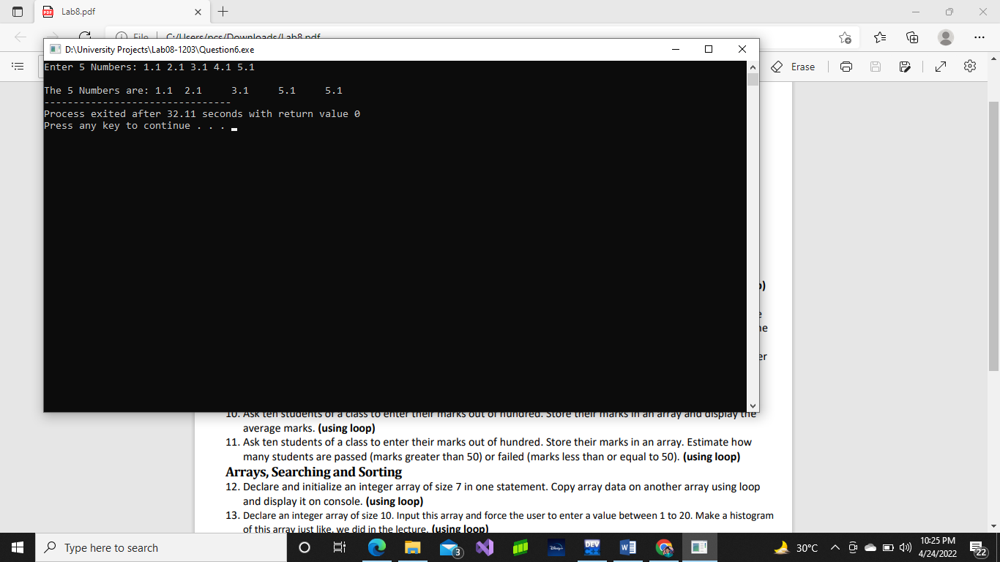 Lab8.pdf
File
C:/Users/pcs/Downloads/Lab8.pdf
D:\University Projects\Lab08-1203\Question6.exe
Erase
Enter 5 Numbers: 1.1 2.1 3.1 4.1 5.1
The 5 Numbers are: 1.1 2.1 3.1 5.1 5.1
--------------------------------
Process exited after 32.11 seconds with return value 0
Press any key to continue . . .
10. Ask ten students of a class to enter their marks out of hundred. Store their marks in an array and display the
average marks. (using loop)
11. Ask ten students of a class to enter their marks out of hundred. Store their marks in an array. Estimate how
many students are passed (marks greater than 50) or failed (marks less than or equal to 50). (using loop)
Arrays, Searching and Sorting
12. Declare and initialize an integer array of size 7 in one statement. Copy array data on another array using loop
and display it on console. (using loop)
13. Declare an integer array of size 10. Input this array and force the user to enter a value between 1 to 20. Make a histogram
of this array just like, we did in the lecture. (using loop)
Type here to search
3
Disney+
DEV
C++
30°C
10:25 PM
4/24/2022
22